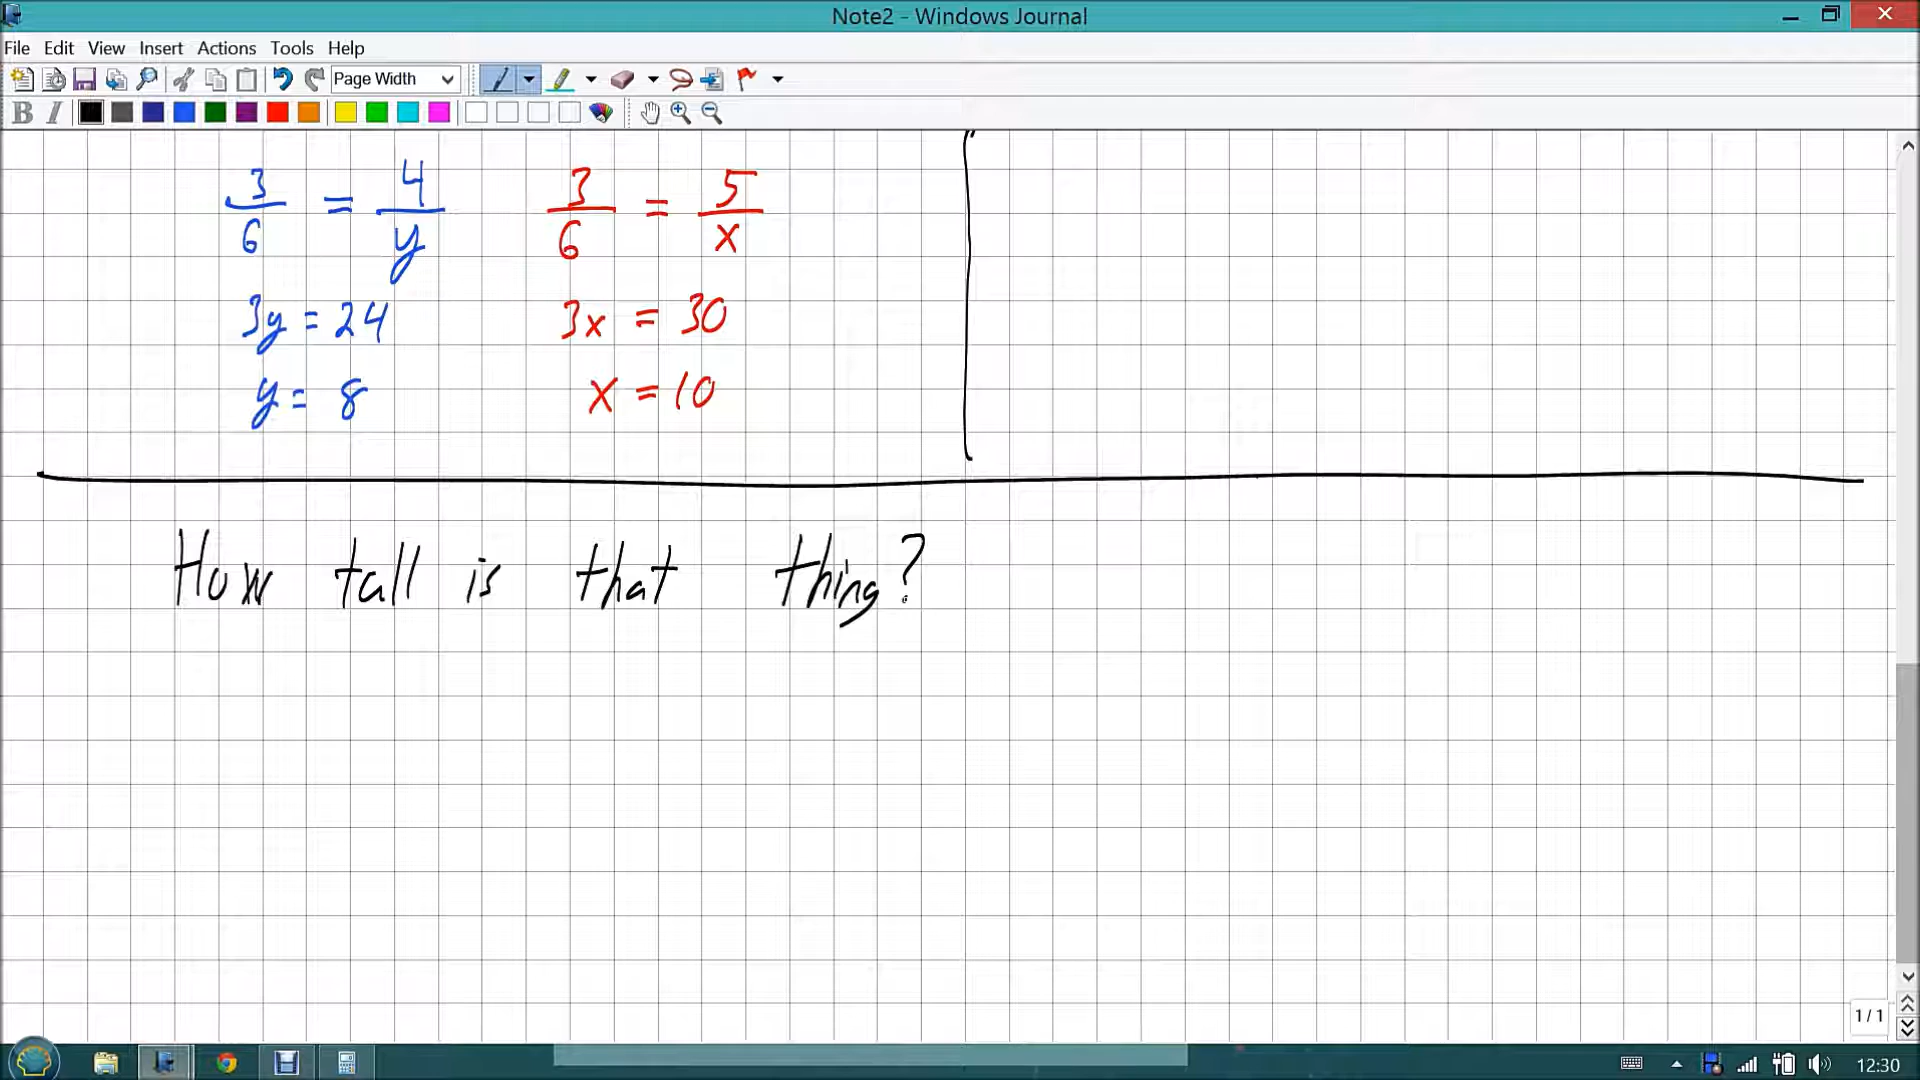 Note2 - Windows Journal
File Edit View Insert Actions Tools Help
Page Width
B I
3/6 = 4/y
3/6 = 5/x
3y = 24
3x = 30
y = 8
x = 10
How tall is that thing?
1 / 1
12:30